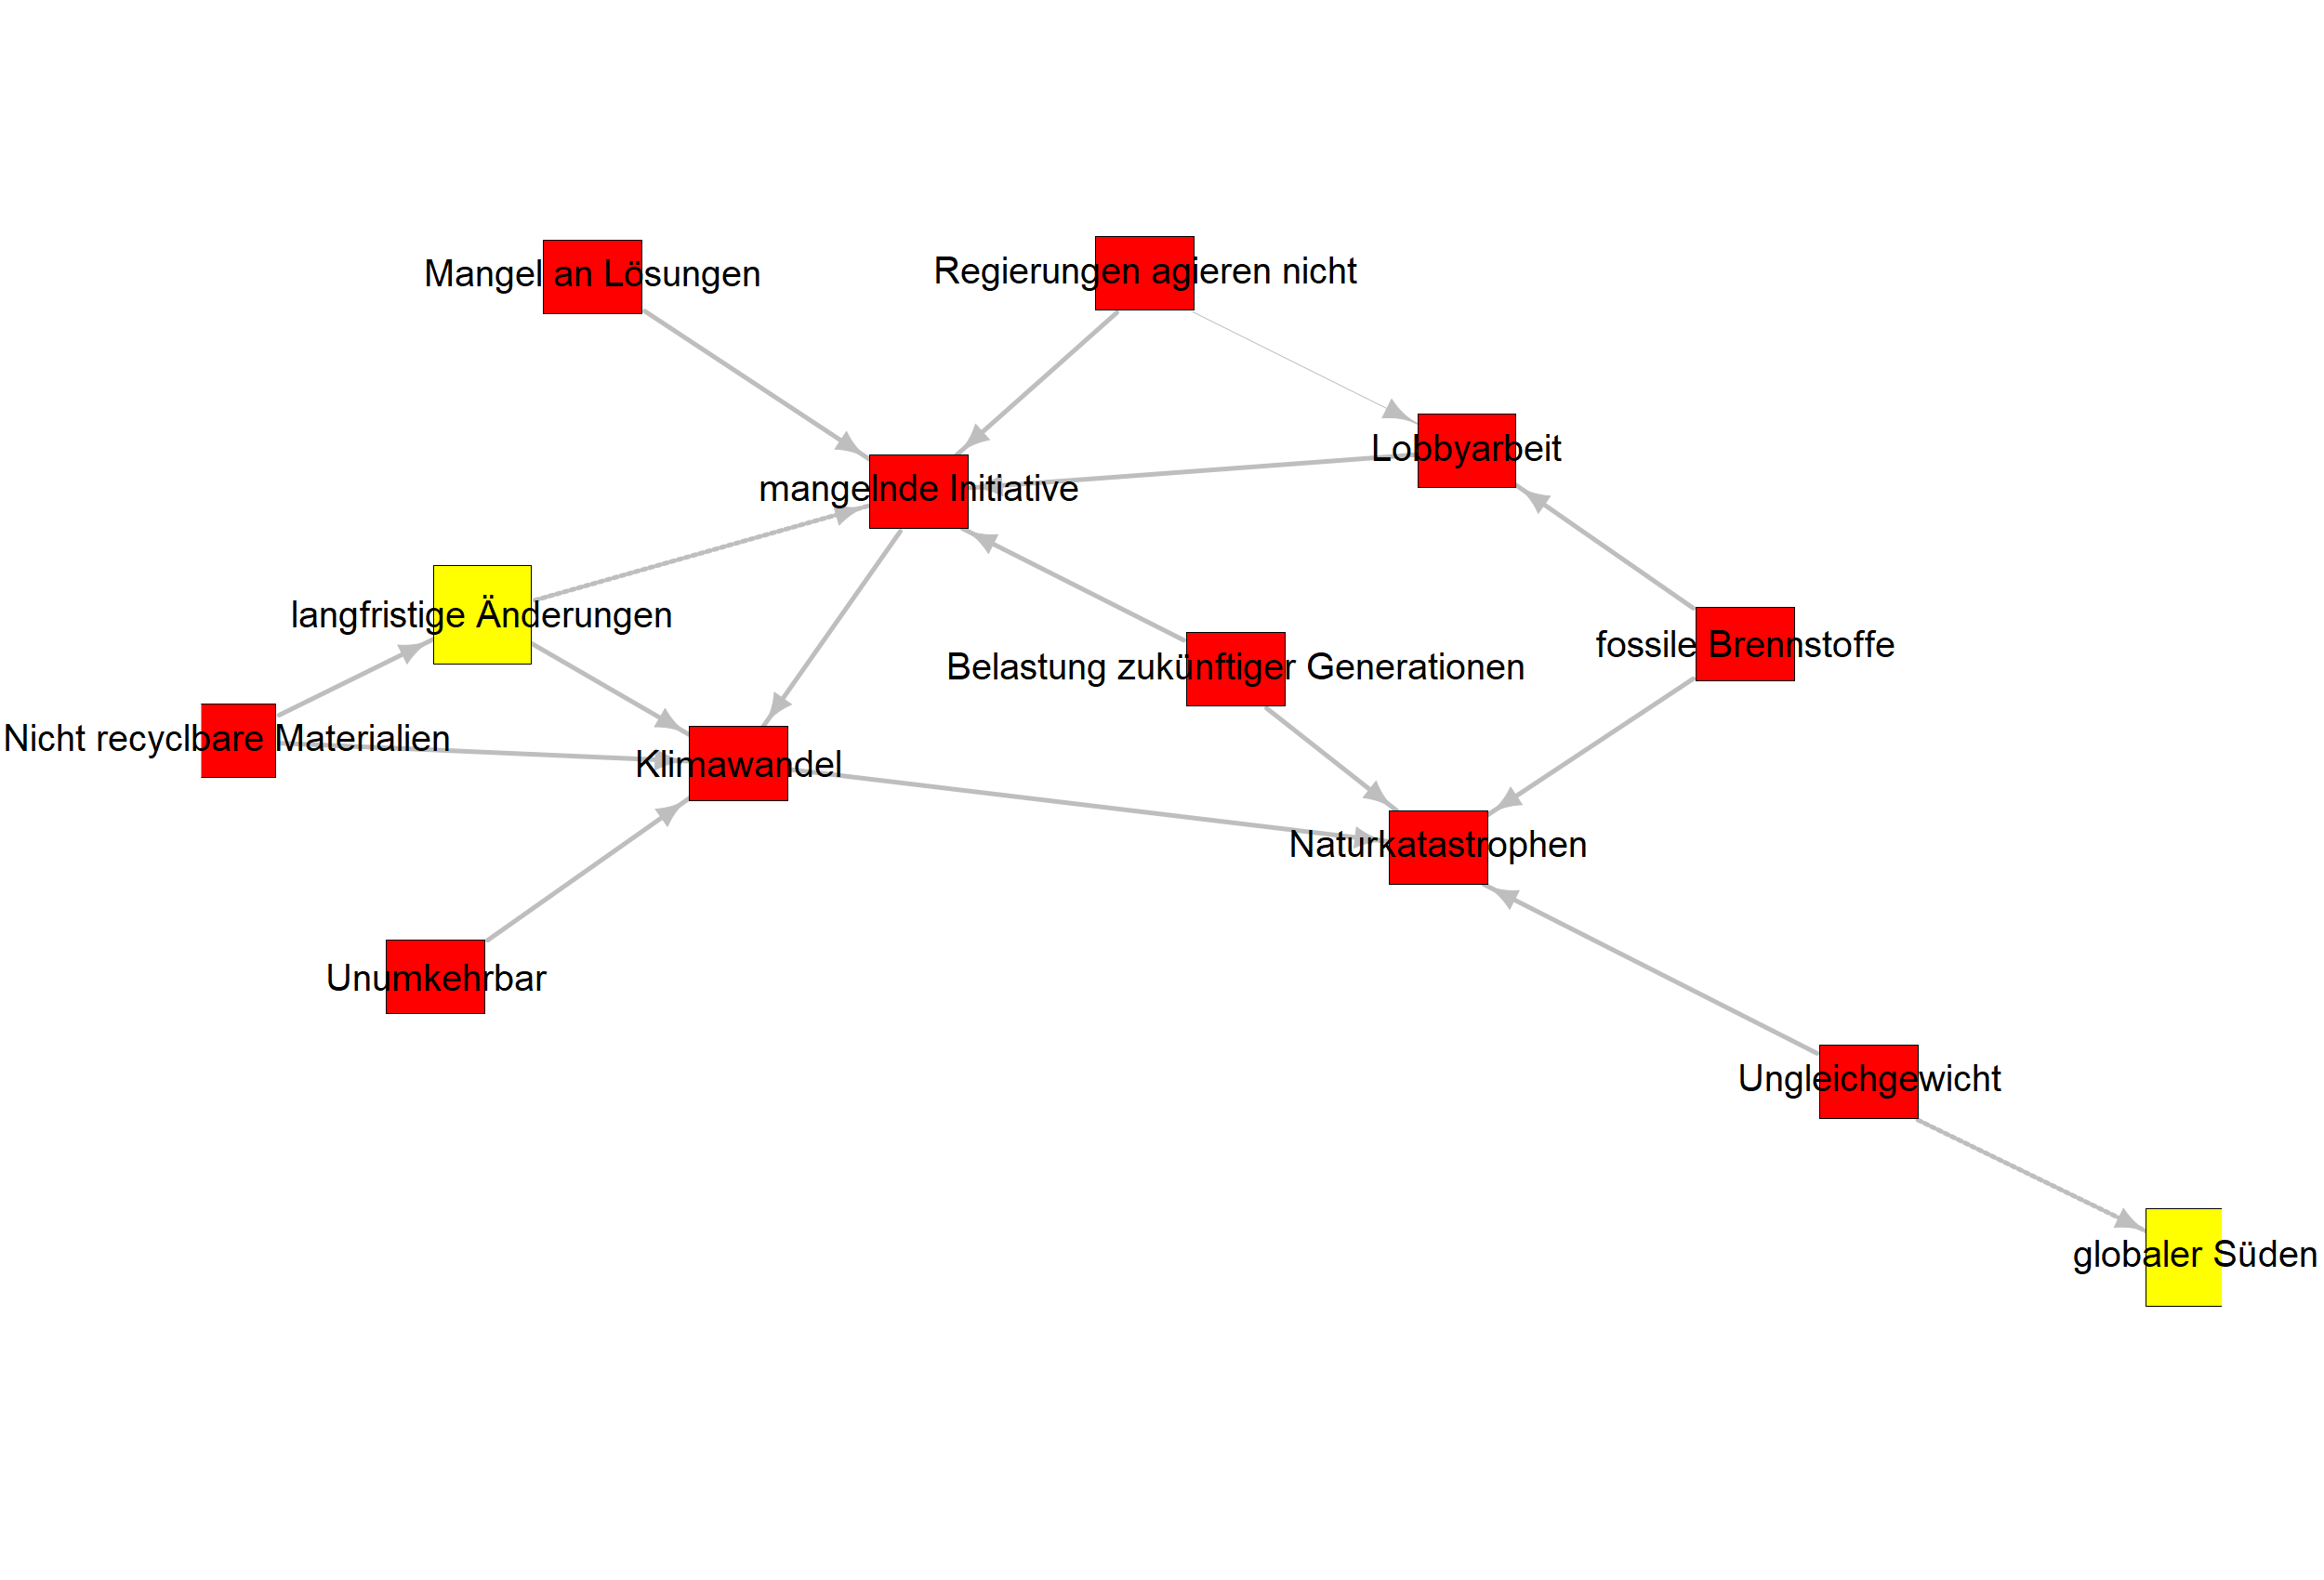 Mangel an Lösungen
Regierungen agieren nicht
Lobbyarbeit
mangelnde Initiative
langfristige Änderungen
fossile Brennstoffe
Belastung zukünftiger Generationen
Nicht recyclbare Materialien
Klimawandel
Naturkatastrophen
Unumkehrbar
Ungleichgewicht
globaler Süden